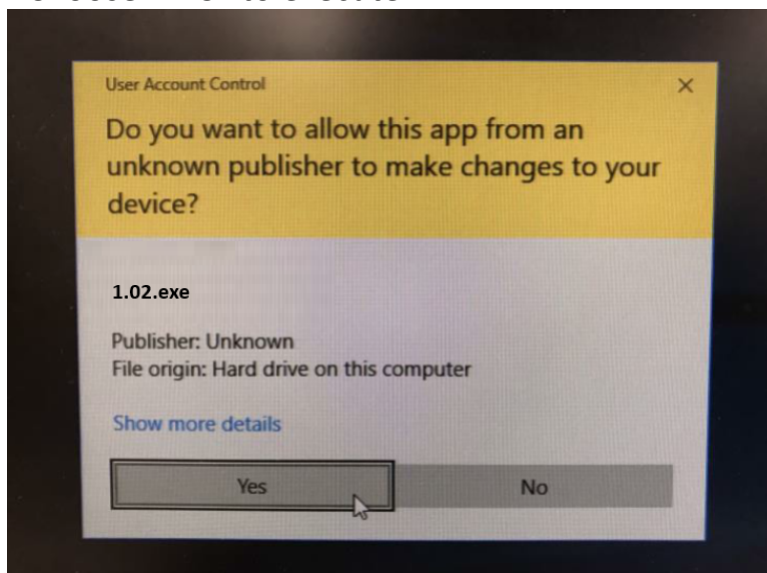 User Account Control
Do you want to allow this app from an
unknown publisher to make changes to your
device?
1.02.exe
Publisher: Unknown
File origin: Hard drive on this computer
Show more details
Yes
No